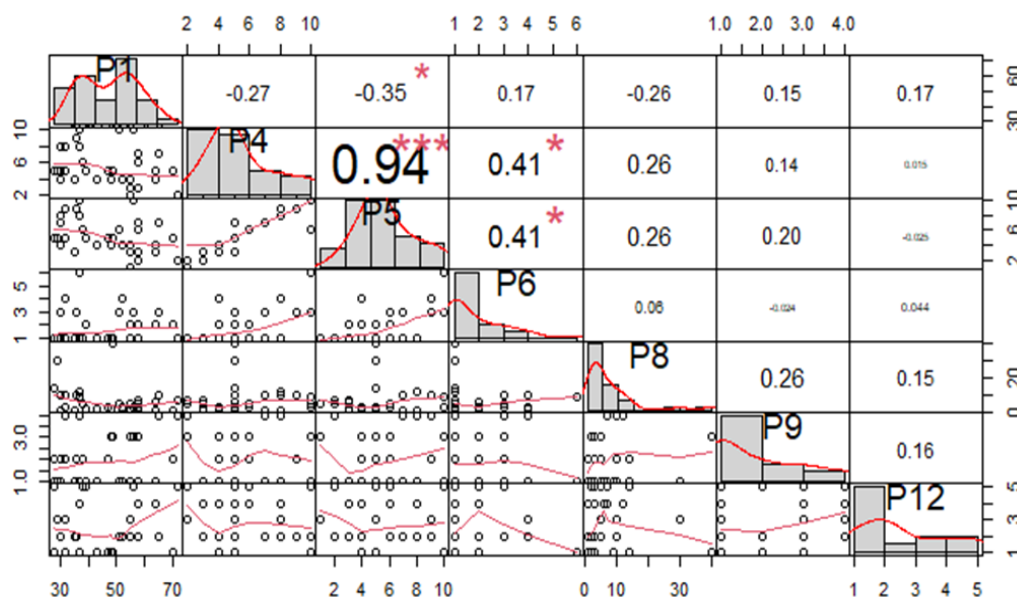 2 4 6 8 10 1 2 3 4 5 6 1.0 2.0 3.0 4.0
P1 -0.27 -0.35 * 0.17 -0.26 0.15 0.17 30 60
2 6 10 P4 0.94 *** 0.41 * 0.26 0.14 0.015
P5 0.41 * 0.26 0.20 -0.025 2 6 10
1 3 5 P6 0.06 -0.024 0.044
P8 0.26 0.15 0 20
1.0 3.0 P9 0.16
P12 1 3 5
30 50 70 2 4 6 8 10 0 10 30 1 2 3 4 5